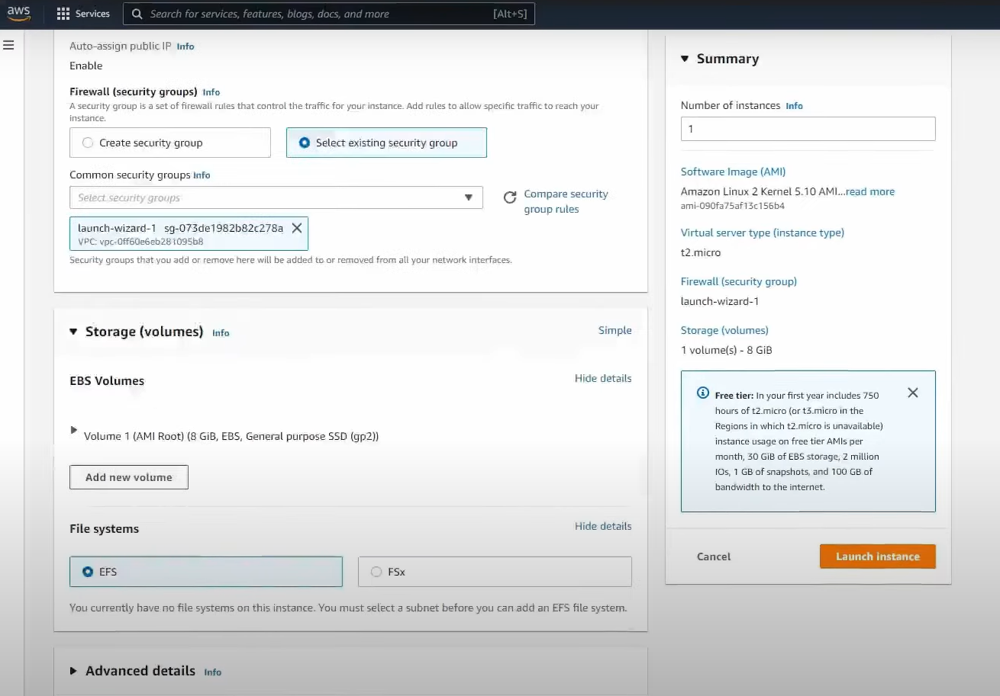 aws
Services
Search for services, features, blogs, docs, and more
[Alt+S]
Auto-assign public IP Info
Enable
Firewall (security groups) Info
A security group is a set of firewall rules that control the traffic for your instance. Add rules to allow specific traffic to reach your
instance.
Create security group
Select existing security group
Common security groups Info
Select security groups
Compare security
group rules
launch-wizard-1 sg-073de1982b82c278a
VPC: vpc-0ff60e6eb281095b8
Security groups that you add or remove here will be added to or removed from all your network interfaces.
Storage (volumes) Info
Simple
EBS Volumes
Hide details
Volume 1 (AMI Root) (8 GiB, EBS, General purpose SSD (gp2))
Add new volume
File systems
Hide details
EFS
FSx
You currently have no file systems on this instance. You must select a subnet before you can add an EFS file system.
Advanced details Info
Summary
Number of instances Info
1
Software Image (AMI)
Amazon Linux 2 Kernel 5.10 AMI...read more
ami-090fa75af13c156b4
Virtual server type (instance type)
t2.micro
Firewall (security group)
launch-wizard-1
Storage (volumes)
1 volume(s) - 8 GiB
Free tier: In your first year includes 750
hours of t2.micro (or t3.micro in the
Regions in which t2.micro is unavailable)
instance usage on free tier AMIs per
month, 30 GiB of EBS storage, 2 million
IOs, 1 GB of snapshots, and 100 GB of
bandwidth to the internet.
Cancel
Launch instance